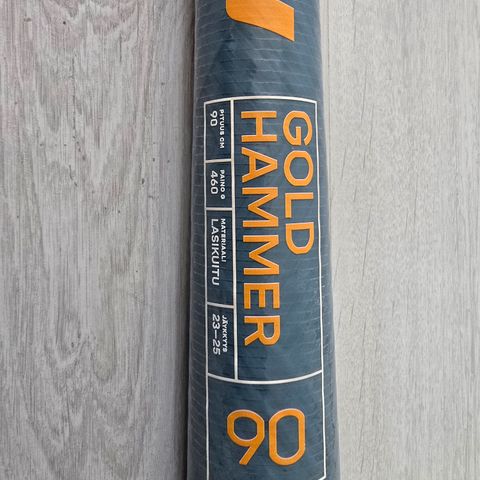 GOLD
HAMMER
PITUUS CM
90
PAINO G
460
MATERIAALI
LASIKUITU
JÄYKKYYS
23-25
90